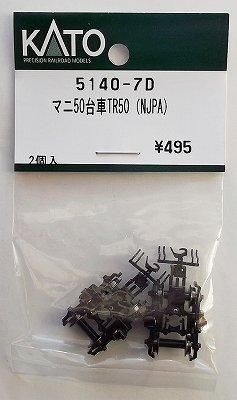 KATO
PRECISION RAILROAD MODELS
5140-7D
マニ50台車TR50 (NJPA)
¥495
2個入